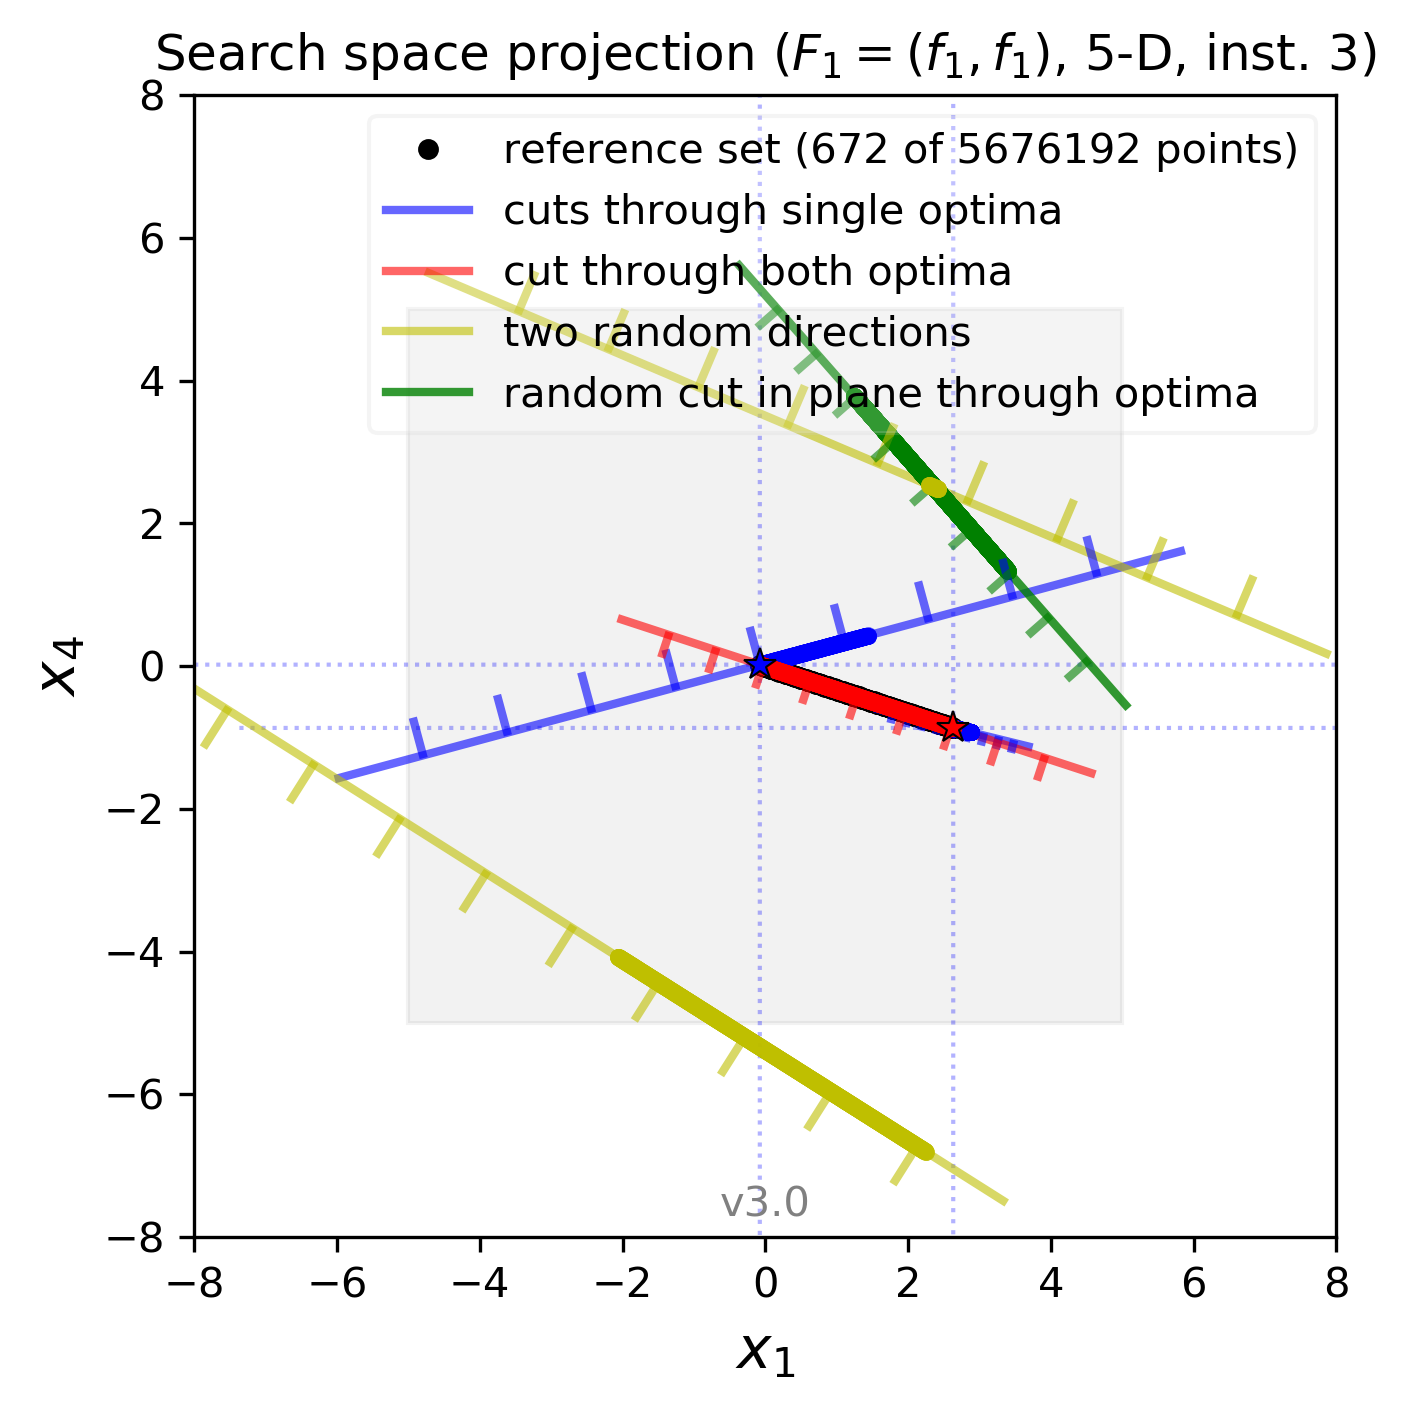 Search space projection (F₁ = (f₁, f₁), 5-D, inst. 3)
reference set (672 of 5676192 points)
cuts through single optima
cut through both optima
two random directions
random cut in plane through optima
8
6
4
2
0
−2
−4
−6
−8
x₄
v3.0
−8 −6 −4 −2 0 2 4 6 8
x₁